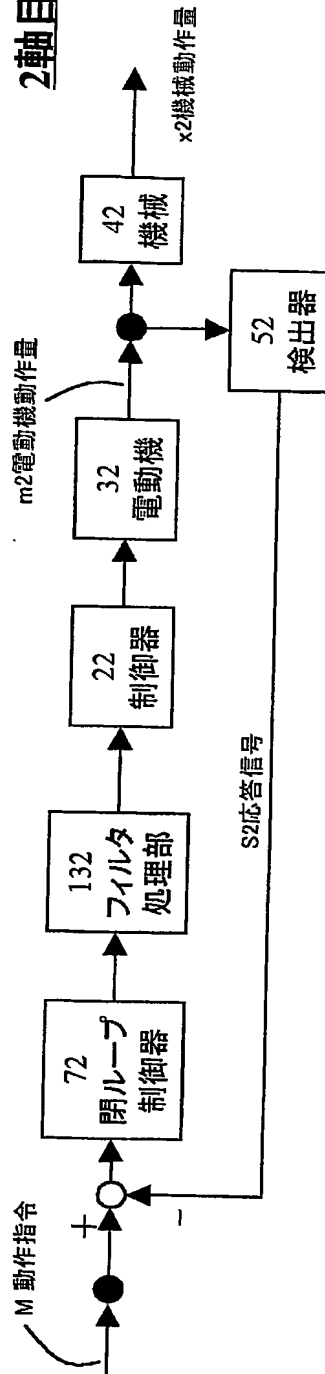 2軸目
M 動作指令
+
-
72
閉ループ
制御器
132
フィルタ
処理部
22
制御器
32
電動機
m2電動機動作量
42
機械
x2機械動作量
52
検出器
S2応答信号